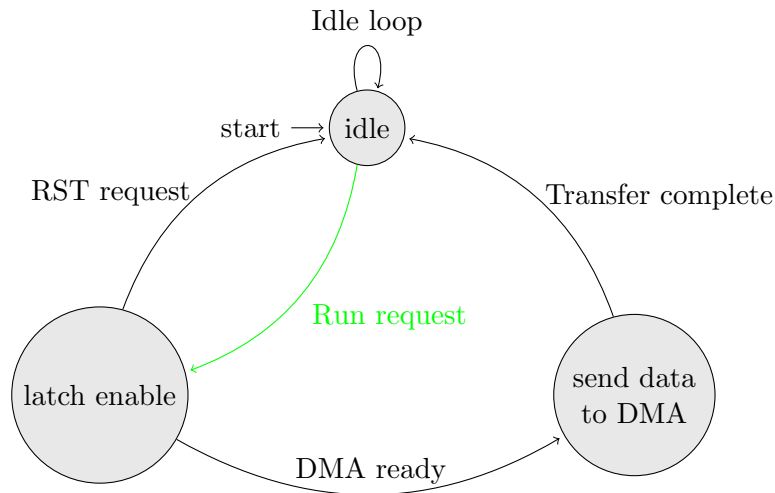 Idle loop
start
idle
RST request
Transfer complete
Run request
latch enable
send data
to DMA
DMA ready